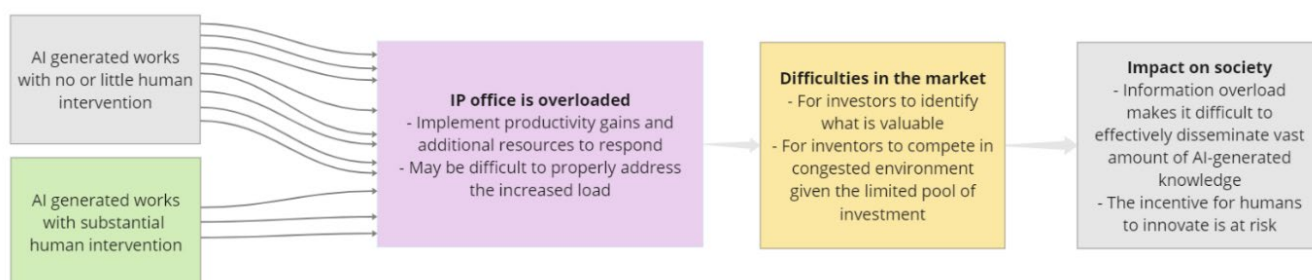 AI generated works
with no or little human
intervention
AI generated works
with substantial
human intervention
IP office is overloaded
- Implement productivity gains and
additional resources to respond
- May be difficult to properly address
the increased load
Difficulties in the market
- For investors to identify
what is valuable
- For inventors to compete in
congested environment
given the limited pool of
investment
Impact on society
- Information overload
makes it difficult to
effectively disseminate vast
amount of AI-generated
knowledge
- The incentive for humans
to innovate is at risk